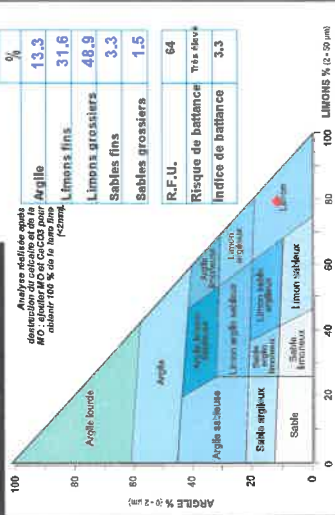 Analyse réalisée après
destruction du calcaire et de la
MO : ajouter MO et CaCO3 pour
obtenir 100 % de la terre fine
(<2mm).
%
Argile 13.3
Limons fins 31.6
Limons grossiers 48.9
Sables fins 3.3
Sables grossiers 1.5
R.F.U. 64
Risque de battance Très élevé
Indice de battance 3.3
ARGILE % (0 - 2 µm)
100
80
60
40
20
0
Argile lourde
Argile
Argile limoneuse
Argile sableuse
Limon argilo sableux
Limon argileux
Limon
Sable argileux
Sable argilo limoneux
Limon sablo argileux
Sable
Sable limoneux
Limon sableux
0 20 40 60 80 100
LIMONS % (2 - 50 µm)